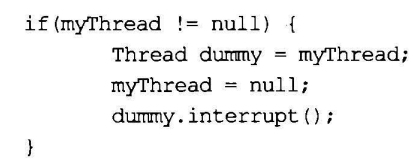 if(myThread != null) {
        Thread dummy = myThread;
        myThread = null;
        dummy.interrupt();
}